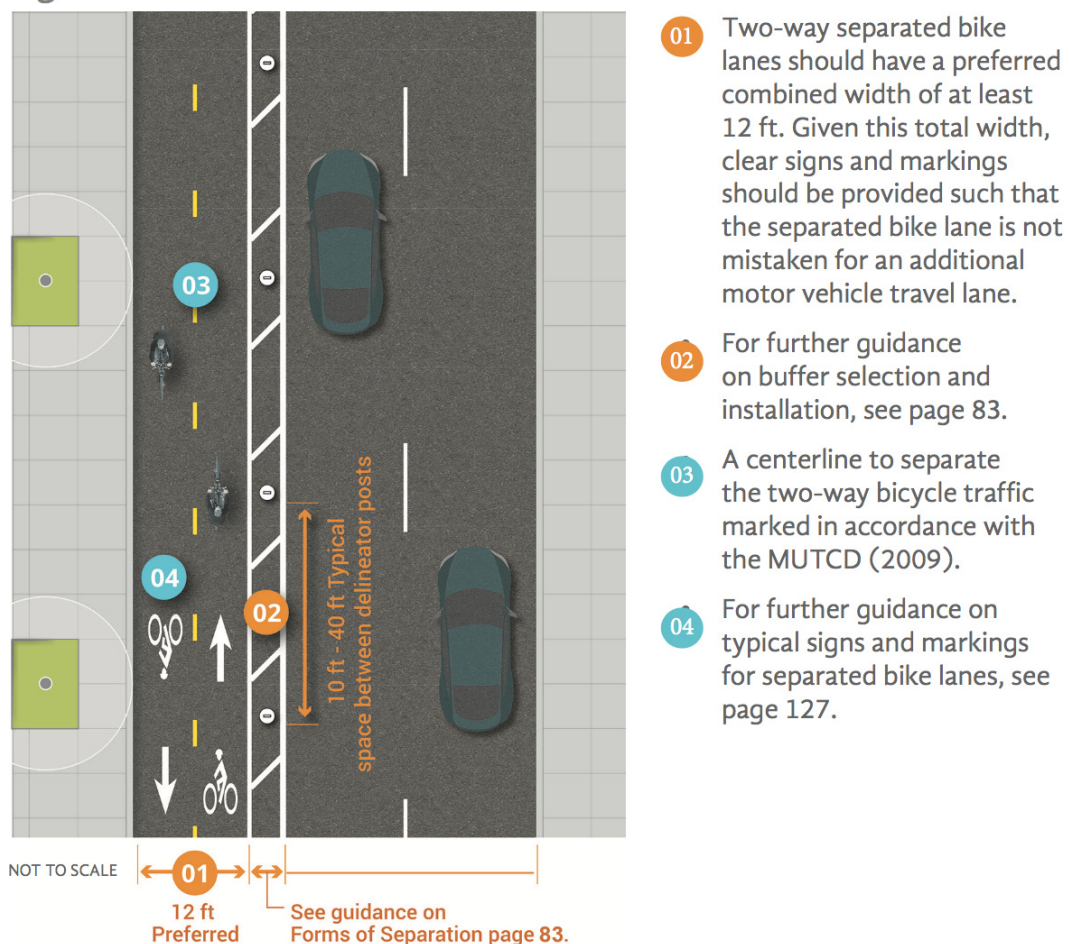 03
04
02
10 ft - 40 ft Typical
space between delineator posts
NOT TO SCALE
01
12 ft
Preferred
See guidance on
Forms of Separation page 83.
01
Two-way separated bike
lanes should have a preferred
combined width of at least
12 ft. Given this total width,
clear signs and markings
should be provided such that
the separated bike lane is not
mistaken for an additional
motor vehicle travel lane.
02
For further guidance
on buffer selection and
installation, see page 83.
03
A centerline to separate
the two-way bicycle traffic
marked in accordance with
the MUTCD (2009).
04
For further guidance on
typical signs and markings
for separated bike lanes, see
page 127.